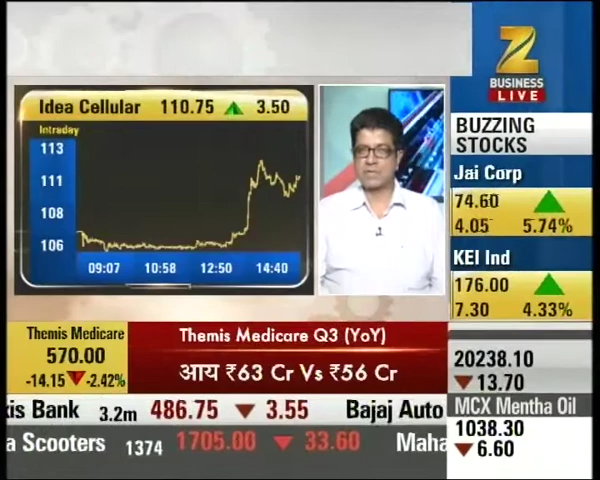 Z
BUSINESS
LIVE
Idea Cellular 110.75 ▲ 3.50
Intraday
113
111
108
106
09:07 10:58 12:50 14:40
BUZZING
STOCKS
Jai Corp
74.60
4.05 5.74%
KEI Ind
176.00
7.30 4.33%
Themis Medicare
570.00
-14.15 ▼ -2.42%
Themis Medicare Q3 (YoY)
आय ₹63 Cr Vs ₹56 Cr
20238.10
▼ 13.70
MCX Mentha Oil
1038.30
▼ 6.60
xis Bank 3.2m 486.75 ▼ 3.55 Bajaj Auto
a Scooters 1374 1705.00 ▼ 33.60 Maha